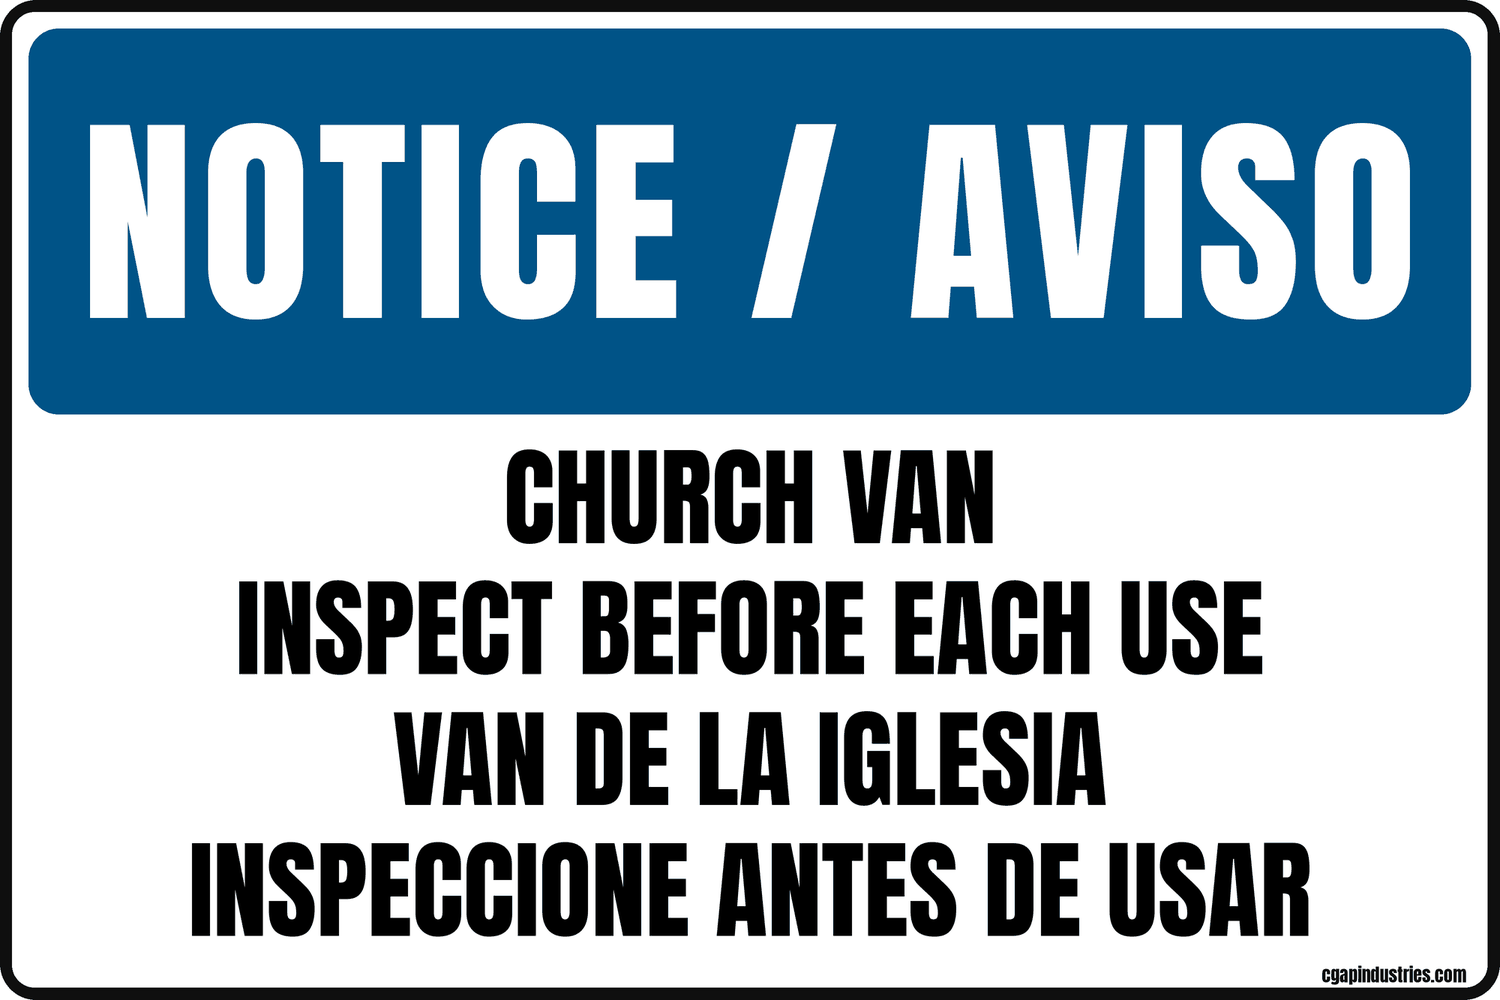 NOTICE / AVISO
CHURCH VAN
INSPECT BEFORE EACH USE
VAN DE LA IGLESIA
INSPECCIONE ANTES DE USAR
cgapindustries.com